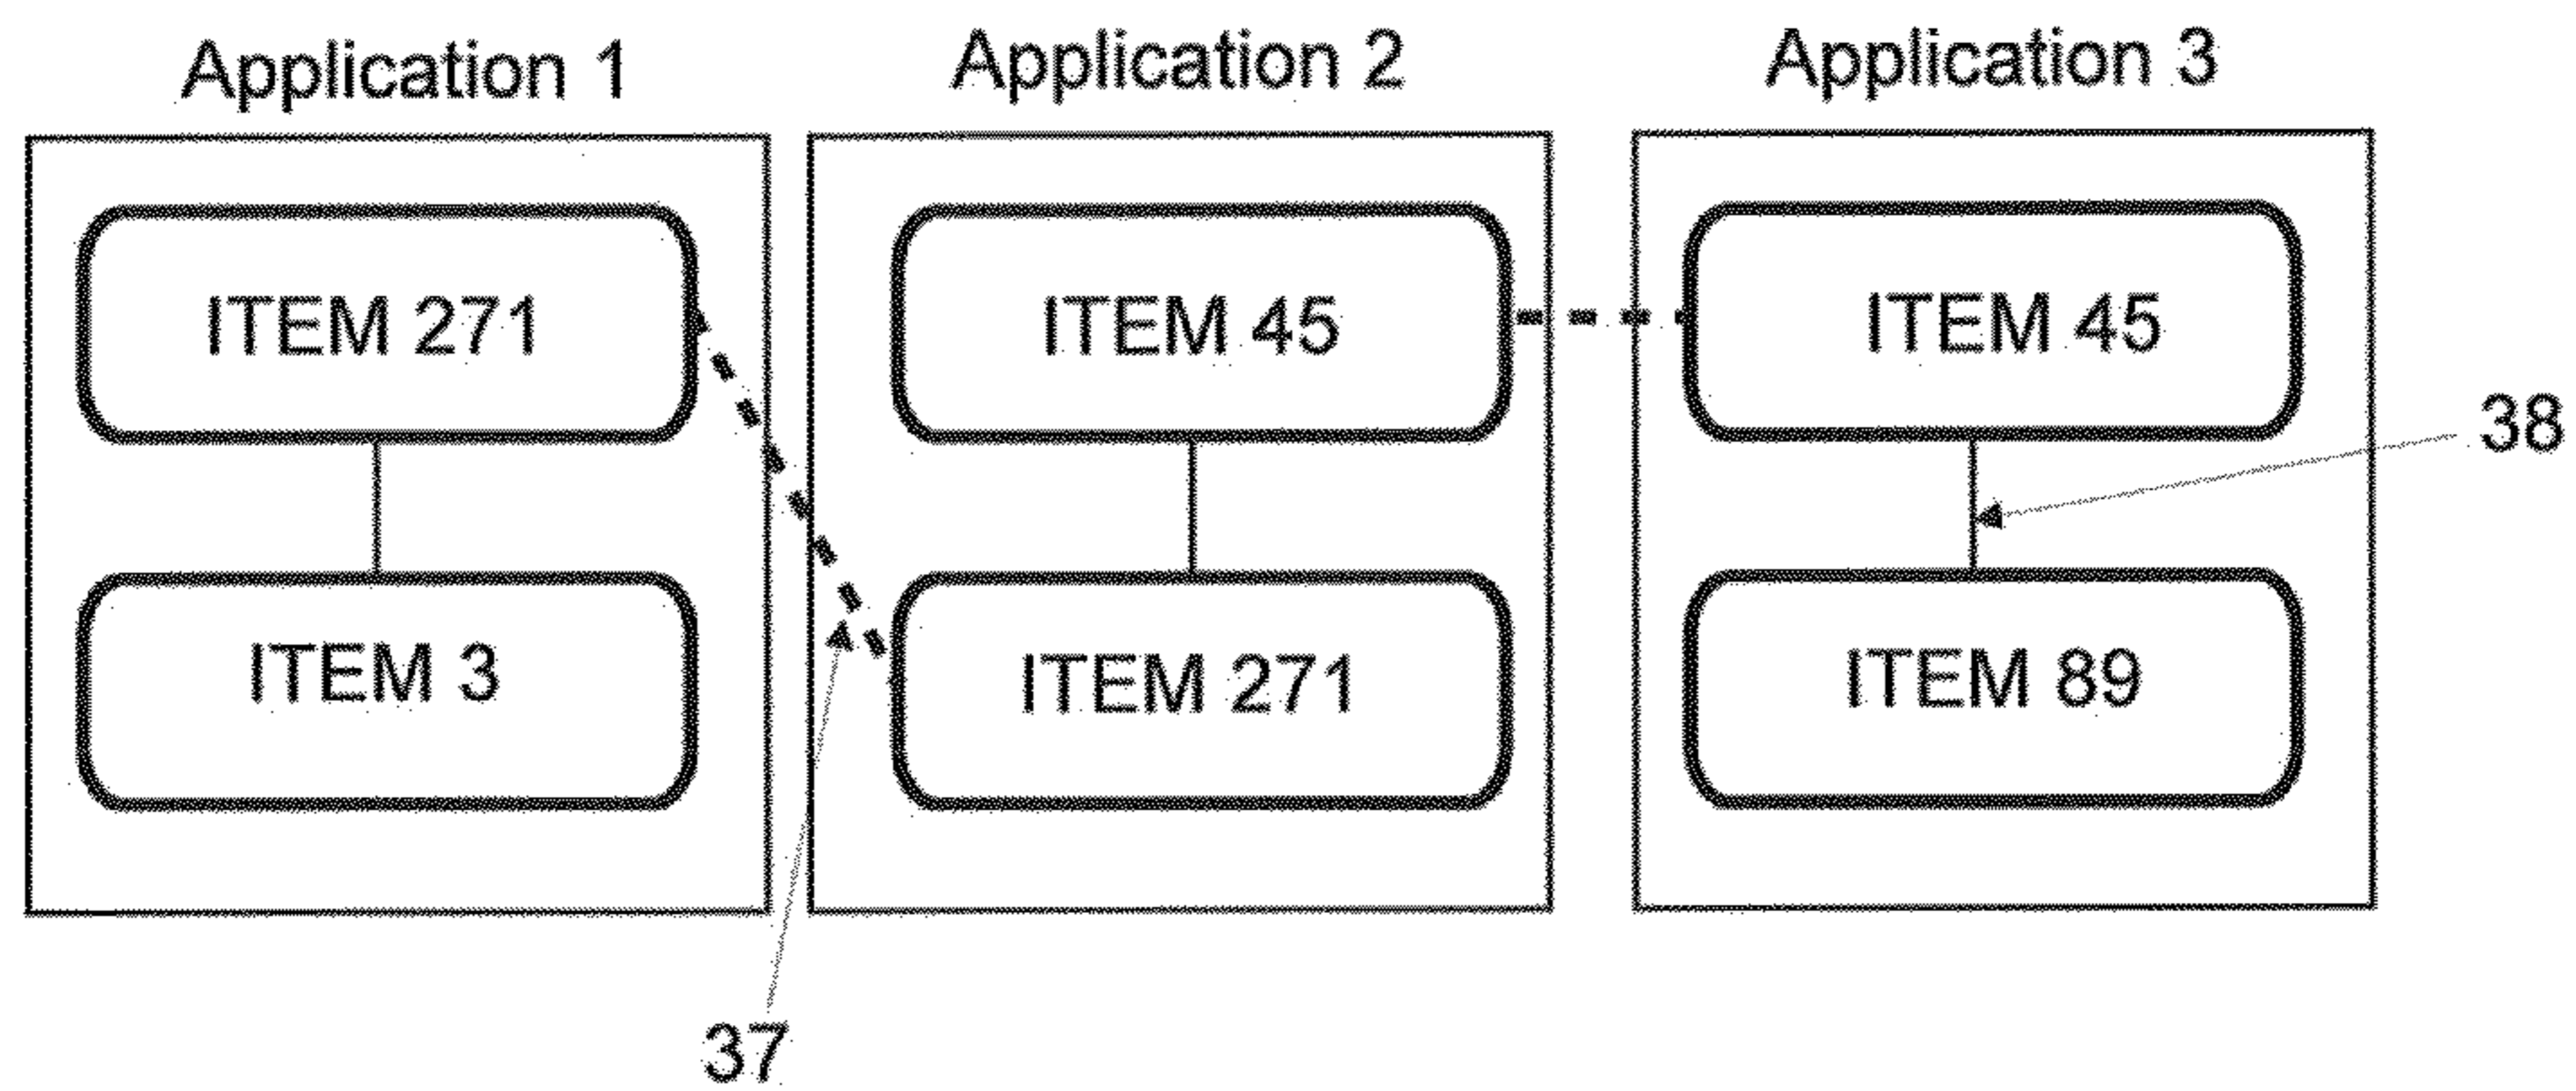 Application 1
Application 2
Application 3
ITEM 271
ITEM 45
ITEM 45
38
ITEM 3
ITEM 271
ITEM 89
37